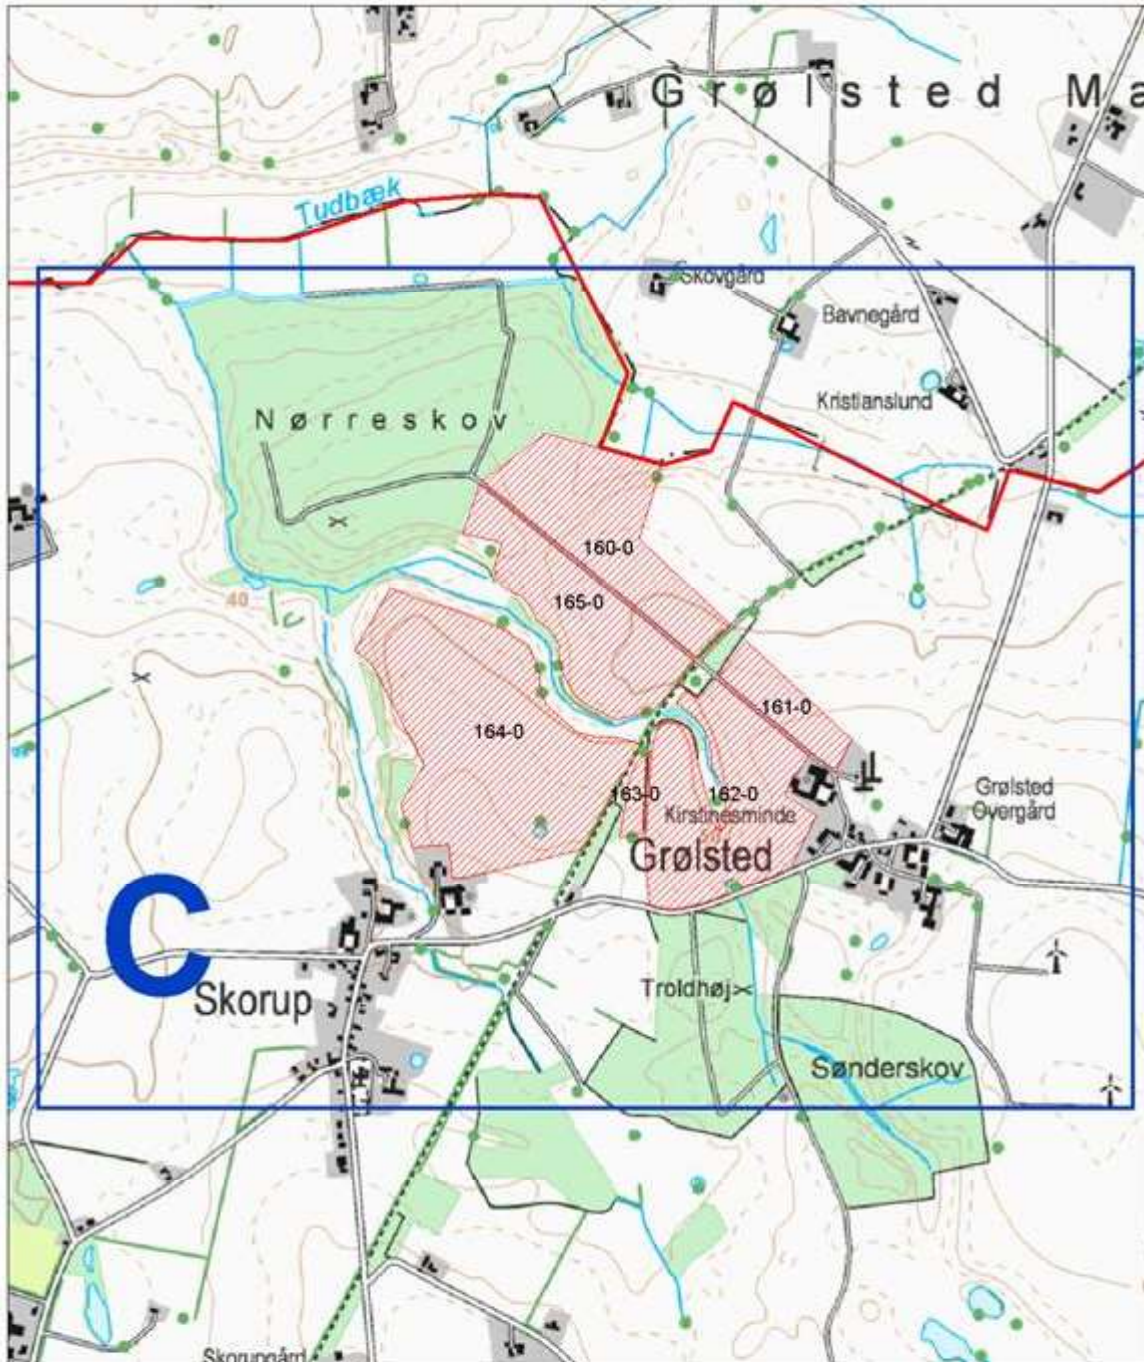 Grølsted Ma
Tudbæk
Skovgård
Bavnegård
Kristianslund
Nørreskov
160-0
165-0
40
161-0
164-0
163-0
162-0
Kirstinesminde
Grølsted
Overgård
Grølsted
C
Skorup
Troldhøj
Sønderskov
Skorupgård